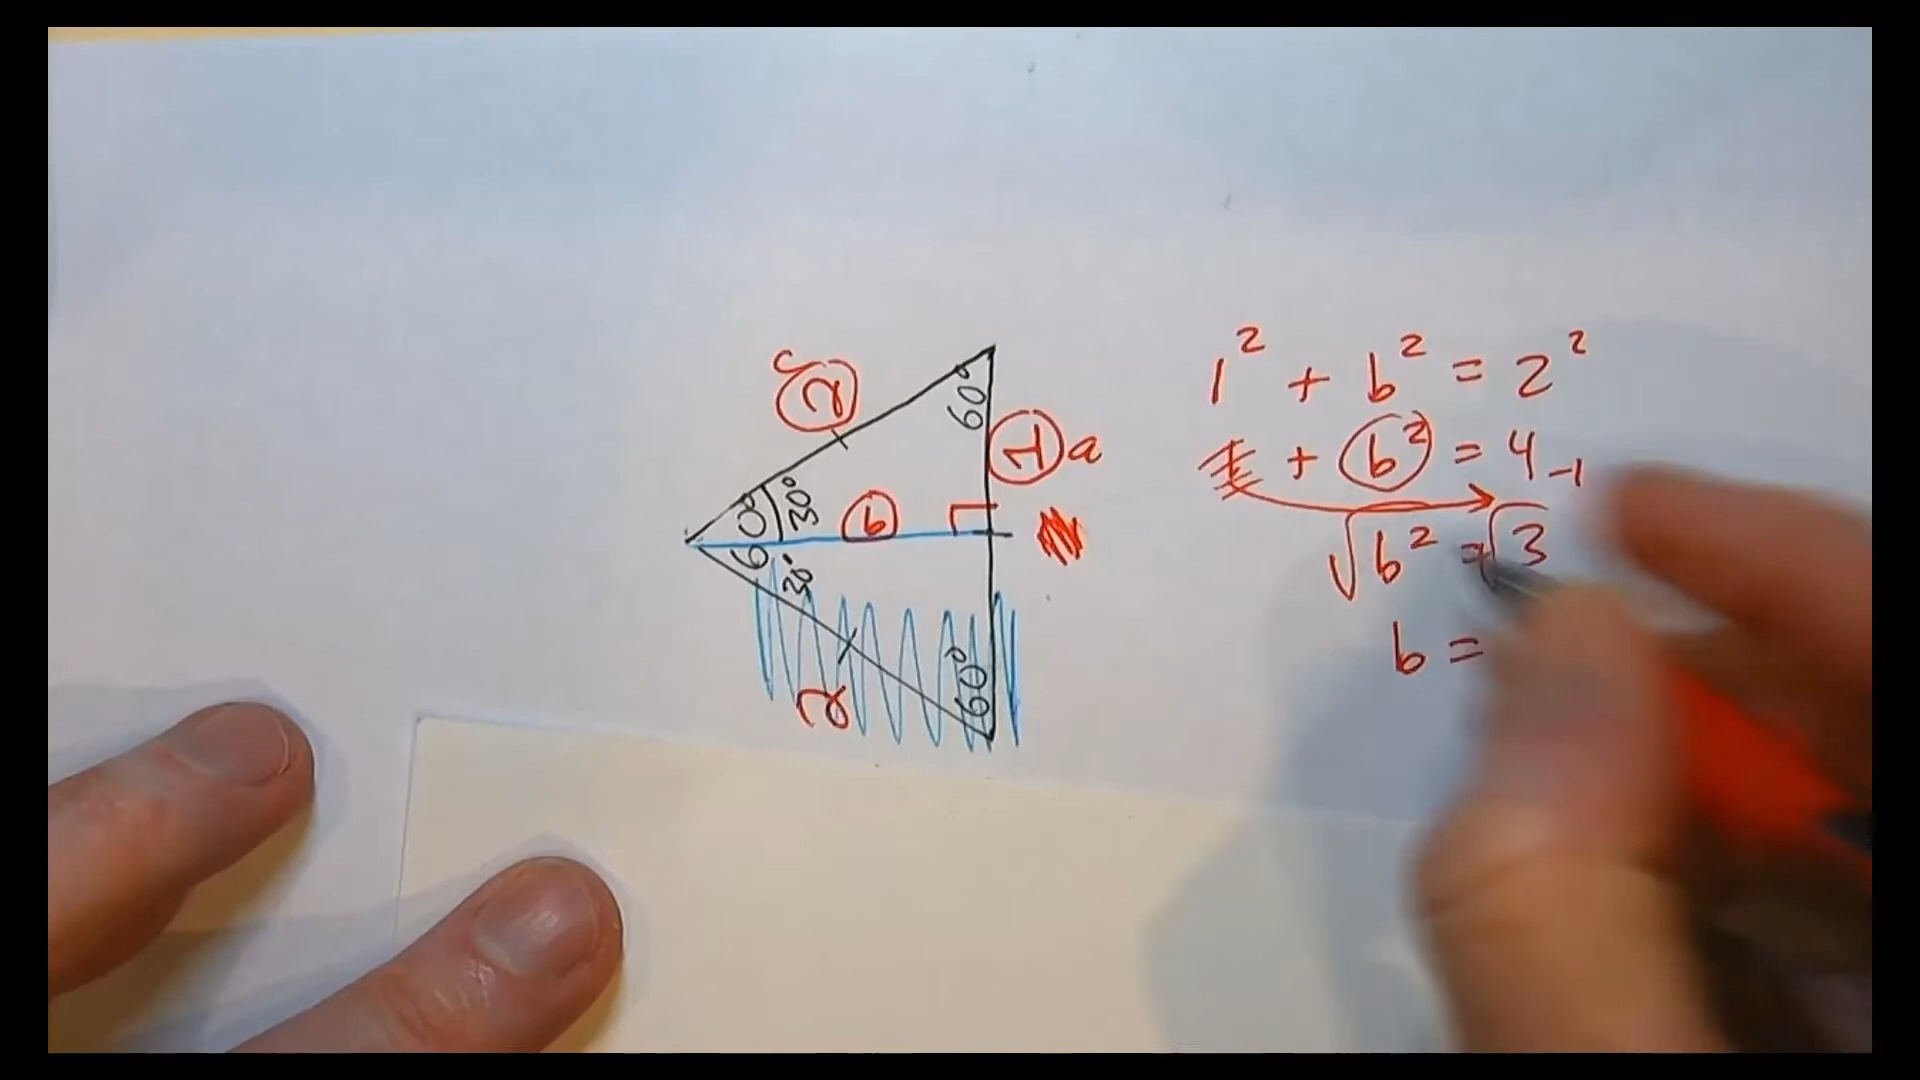 c
2
60°
1 a
60° 30°
b
30°
60°
2
1² + b² = 2²
1 + b² = 4 -1
√b² = √3
b =